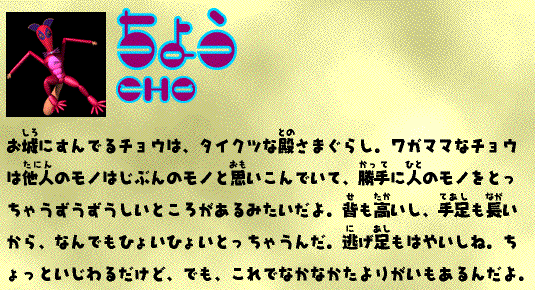 ちょう
CHO
お城にすんでるチョウは、タイクツな殿さまぐらし。ワガママなチョウ
は他人のモノはじぶんのモノと思いこんでいて、勝手に人のモノをとっ
ちゃうずうずうしいところがあるみたいだよ。背も高いし、手足も長い
から、なんでもひょいひょいとっちゃうんだ。逃げ足もはやいしね。ち
ょっといじわるだけど、でも、これでなかなかたよりがいもあるんだよ。